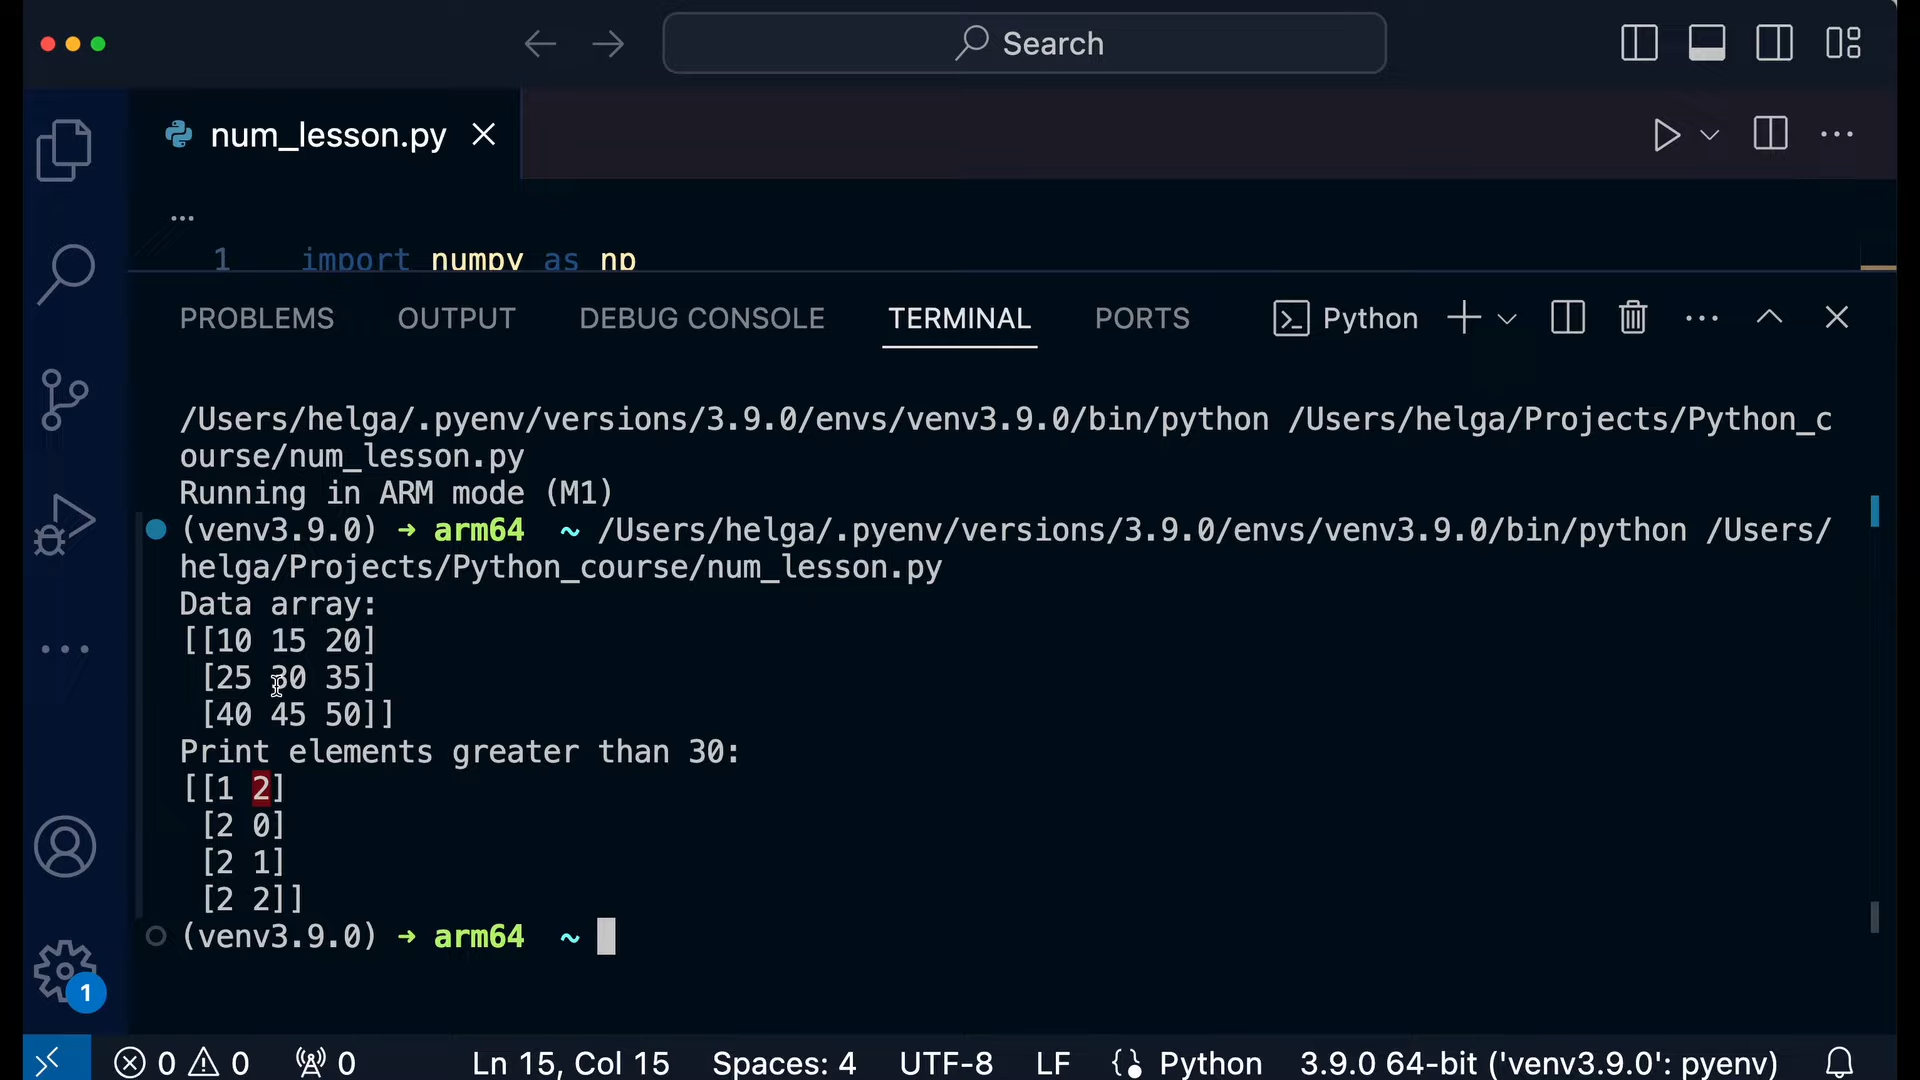 Search
num_lesson.py
...
1 import numpy as np
PROBLEMS OUTPUT DEBUG CONSOLE TERMINAL PORTS Python
/Users/helga/.pyenv/versions/3.9.0/envs/venv3.9.0/bin/python /Users/helga/Projects/Python_c
ourse/num_lesson.py
Running in ARM mode (M1)
(venv3.9.0) → arm64 ~ /Users/helga/.pyenv/versions/3.9.0/envs/venv3.9.0/bin/python /Users/
helga/Projects/Python_course/num_lesson.py
Data array:
[[10 15 20]
[25 30 35]
[40 45 50]]
Print elements greater than 30:
[[1 2]
[2 0]
[2 1]
[2 2]]
(venv3.9.0) → arm64 ~
1
0 0 0 Ln 15, Col 15 Spaces: 4 UTF-8 LF Python 3.9.0 64-bit ('venv3.9.0': pyenv)